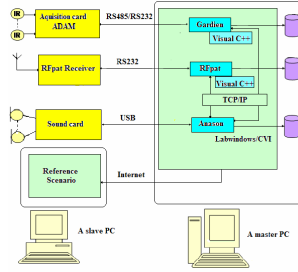 IR
Aquisition card
ADAM
IR
RS485/RS232
Gardien
Visual C++
RFpat Receiver
RS232
RFpat
Visual C++
TCP/IP
Sound card
USB
Anason
Labwindows/CVI
Reference
Scenario
Internet
A slave PC
A master PC